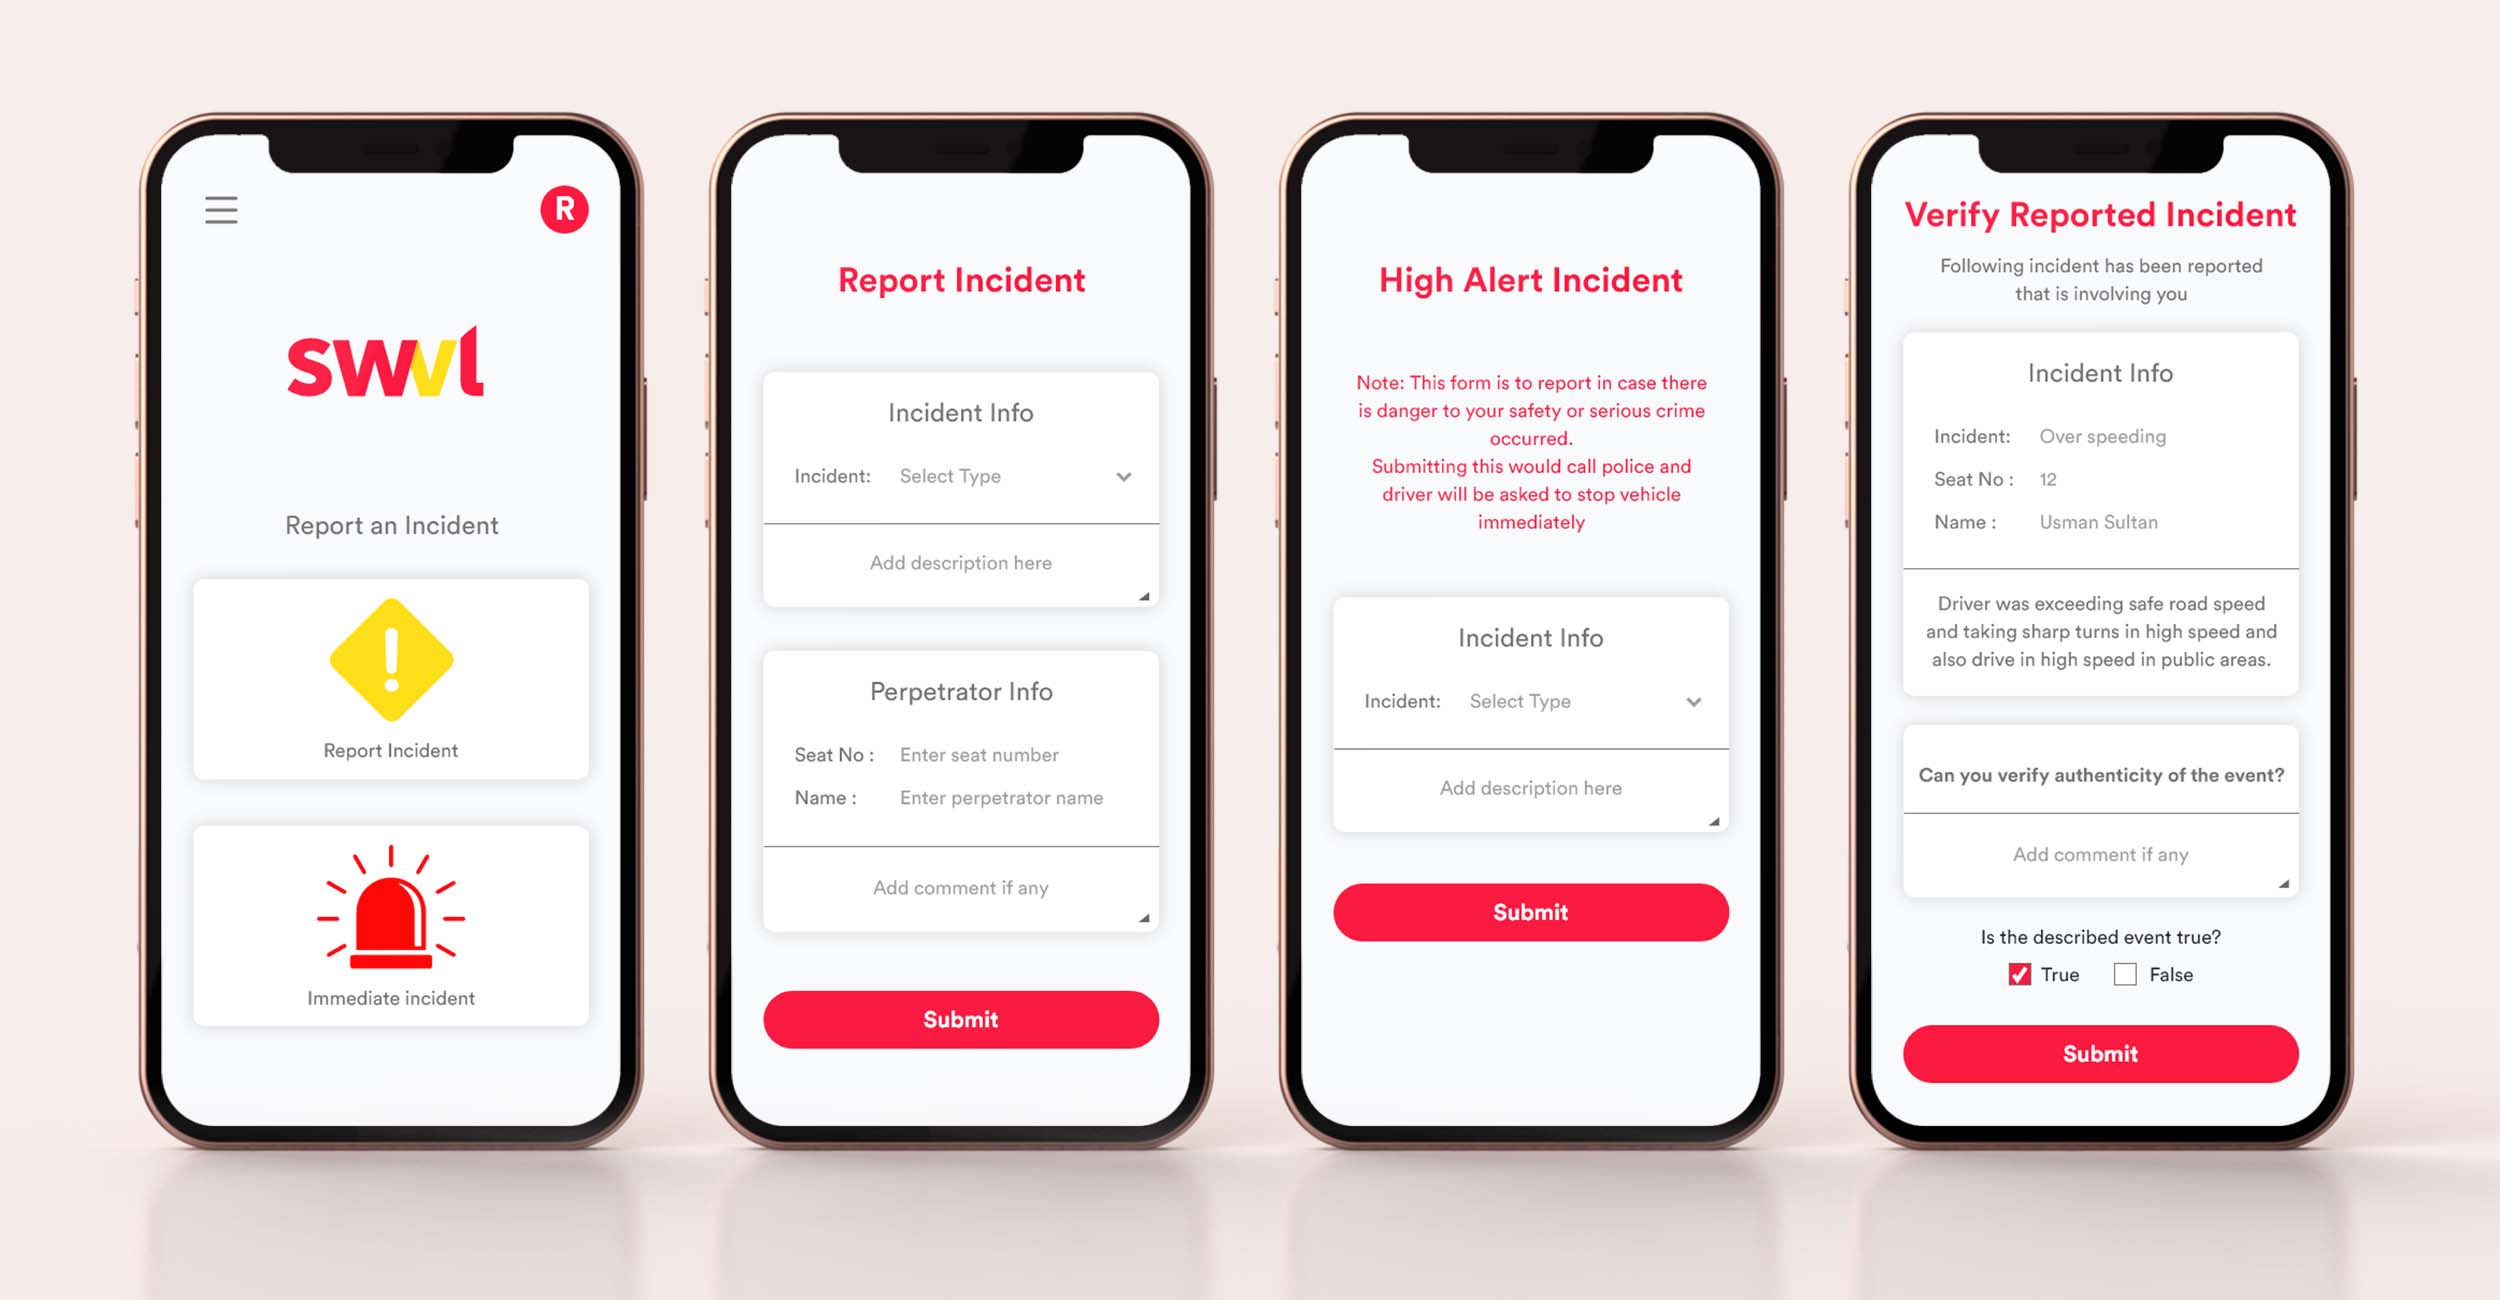 R
swvl
Report an Incident
Report Incident
Immediate incident
Report Incident
Incident Info
Incident: Select Type
Add description here
Perpetrator Info
Seat No : Enter seat number
Name : Enter perpetrator name
Add comment if any
Submit
High Alert Incident
Note: This form is to report in case there
is danger to your safety or serious crime
occurred.
Submitting this would call police and
driver will be asked to stop vehicle
immediately
Incident Info
Incident: Select Type
Add description here
Submit
Verify Reported Incident
Following incident has been reported
that is involving you
Incident Info
Incident: Over speeding
Seat No : 12
Name : Usman Sultan
Driver was exceeding safe road speed
and taking sharp turns in high speed and
also drive in high speed in public areas.
Can you verify authenticity of the event?
Add comment if any
Is the described event true?
True False
Submit